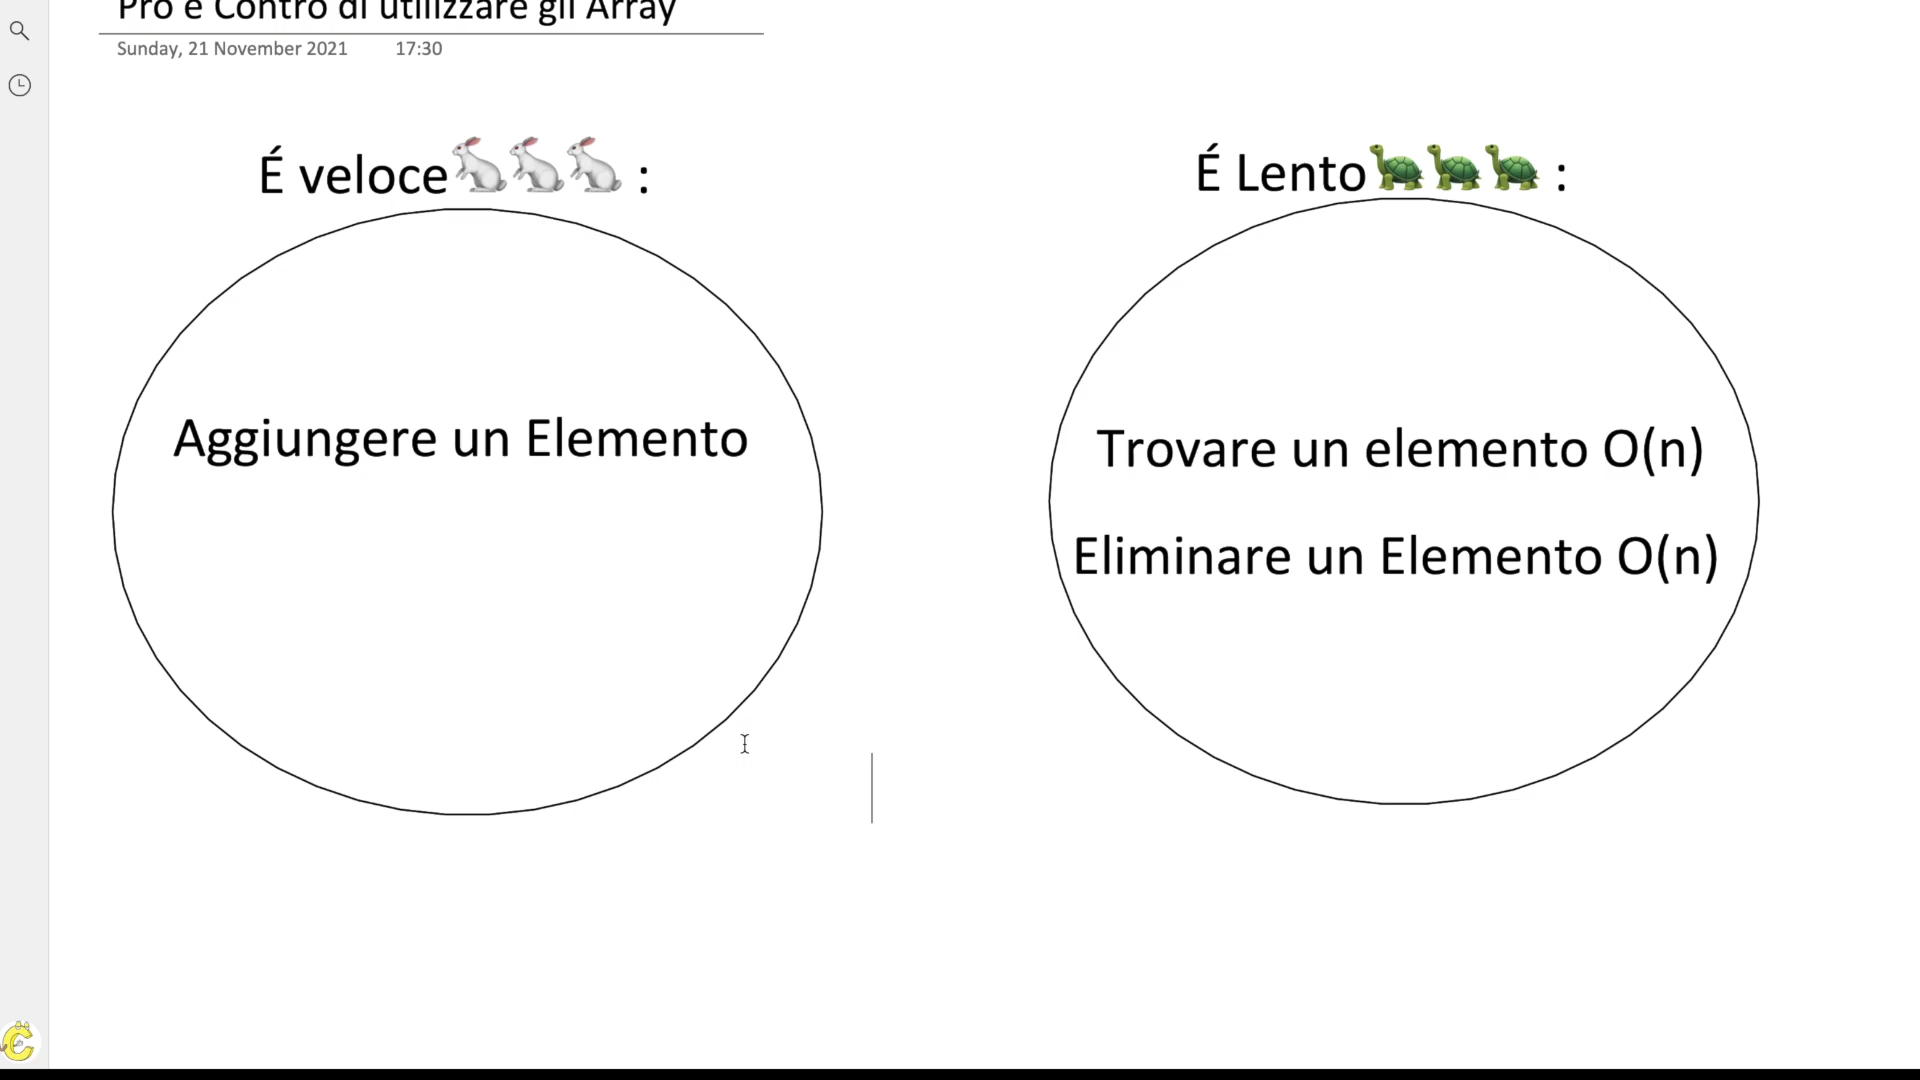 Pro e Contro di utilizzare gli Array
Sunday, 21 November 2021 17:30
É veloce🐇🐇🐇 :
Aggiungere un Elemento
É Lento🐢🐢🐢 :
Trovare un elemento O(n)
Eliminare un Elemento O(n)